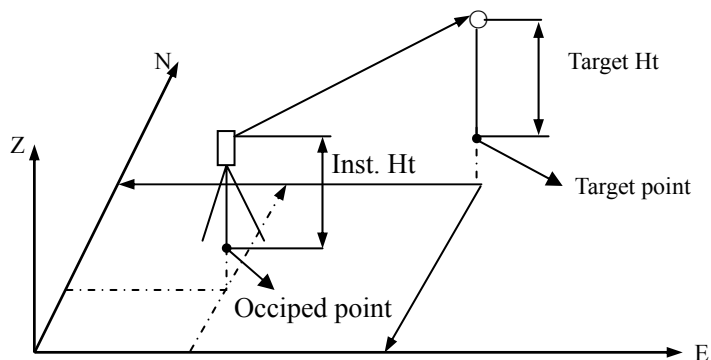 N
Target Ht
Z
Inst. Ht
Target point
Occiped point
E